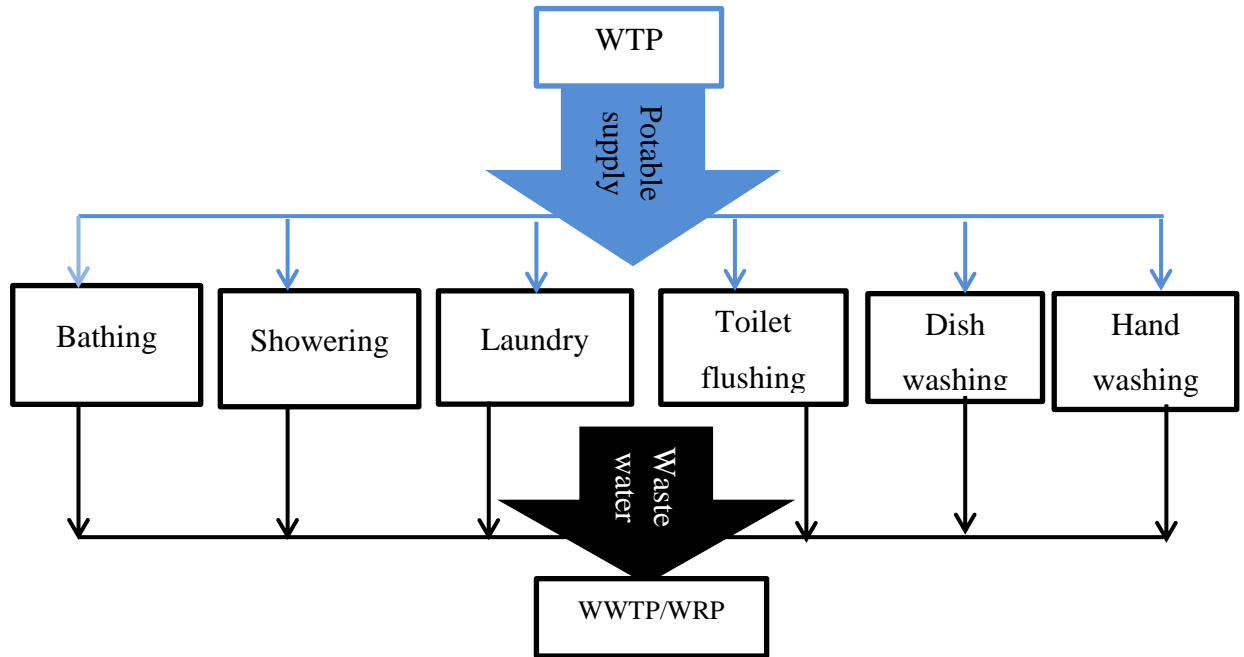 WTP
Potable
supply
Bathing
Showering
Laundry
Toilet
flushing
Dish
washing
Hand
washing
Waste
water
WWTP/WRP